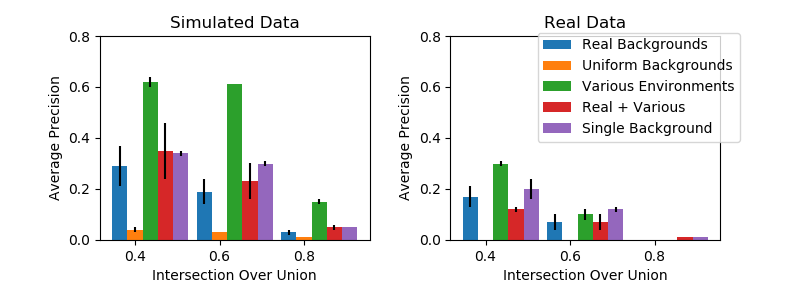 Simulated Data
0.8
0.6
0.4
0.2
0.0
Average Precision
0.4
0.6
0.8
Intersection Over Union
Real Data
0.8
0.6
0.4
0.2
0.0
Average Precision
0.4
0.6
0.8
Intersection Over Union
Real Backgrounds
Uniform Backgrounds
Various Environments
Real + Various
Single Background